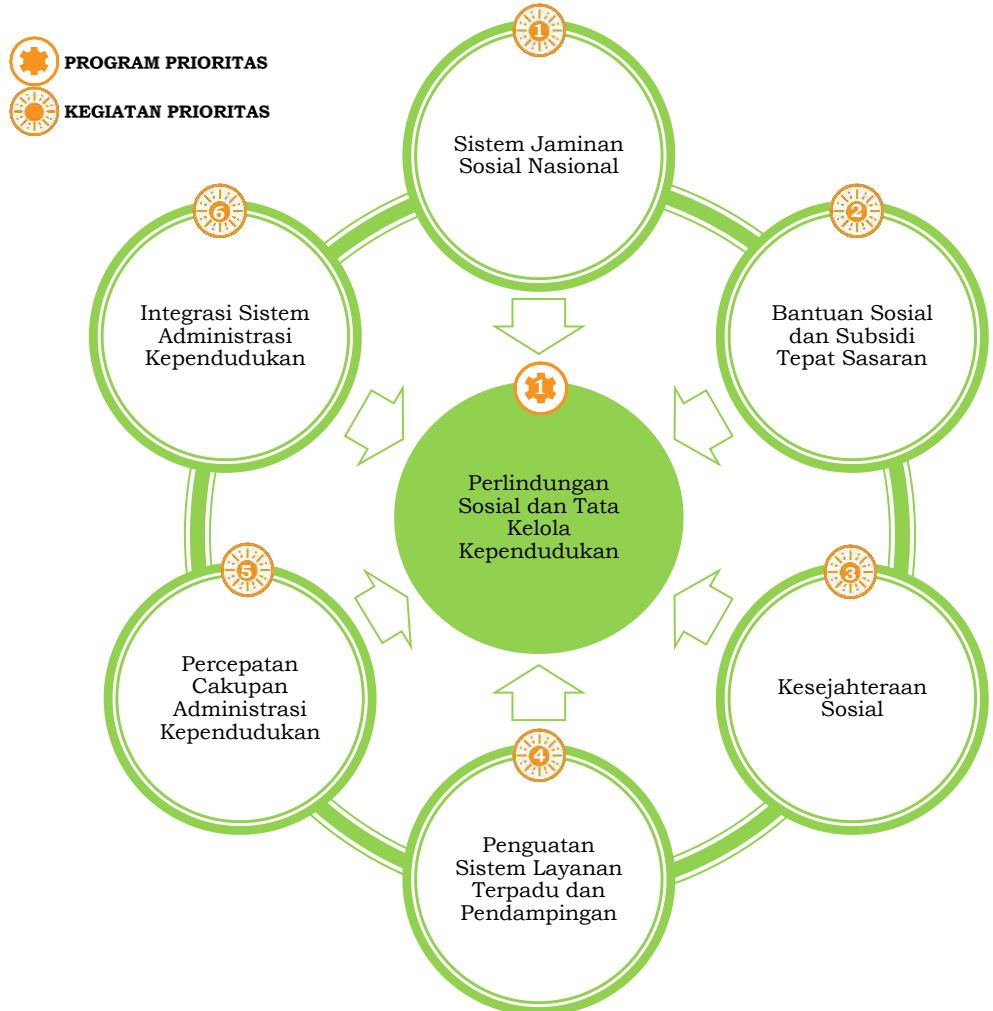 PROGRAM PRIORITAS
KEGIATAN PRIORITAS
1
Sistem Jaminan
Sosial Nasional
2
Bantuan Sosial
dan Subsidi
Tepat Sasaran
3
Kesejahteraan
Sosial
4
Penguatan
Sistem Layanan
Terpadu dan
Pendampingan
5
Percepatan
Cakupan
Administrasi
Kependudukan
6
Integrasi Sistem
Administrasi
Kependudukan
1
Perlindungan
Sosial dan Tata
Kelola
Kependudukan